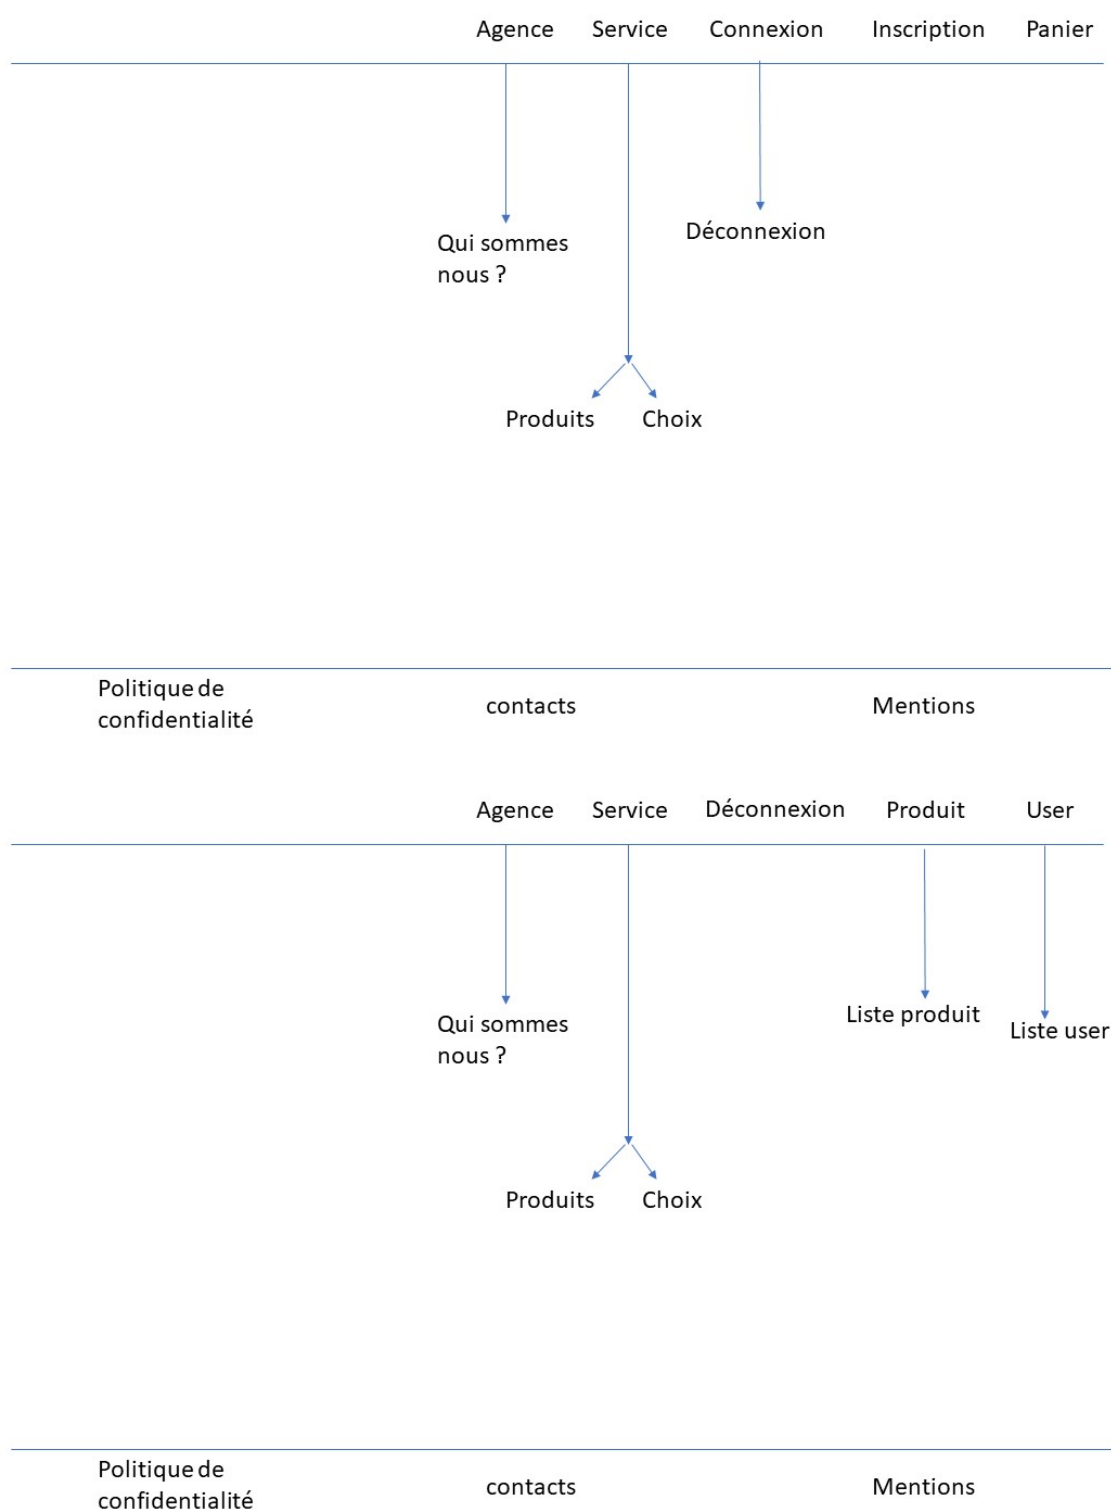 Agence Service Connexion Inscription Panier
Déconnexion
Qui sommes
nous ?
Produits Choix
Politique de
confidentialité
contacts Mentions
Agence Service Déconnexion Produit User
Liste produit
Qui sommes
nous ?
Liste user
Produits Choix
Politique de
confidentialité
contacts Mentions